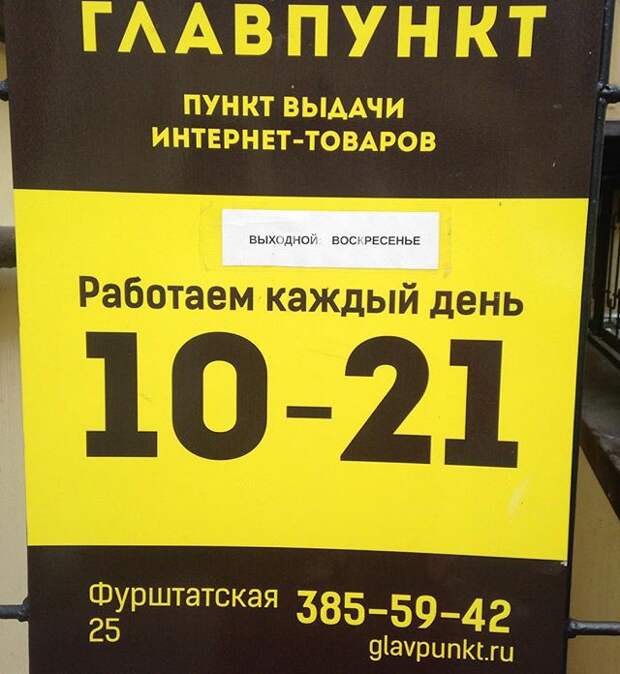 ГЛАВПУНКТ
ПУНКТ ВЫДАЧИ
ИНТЕРНЕТ-ТОВАРОВ
ВЫХОДНОЙ: ВОСКРЕСЕНЬЕ
Работаем каждый день
10-21
Фурштатская 385-59-42
25 glavpunkt.ru